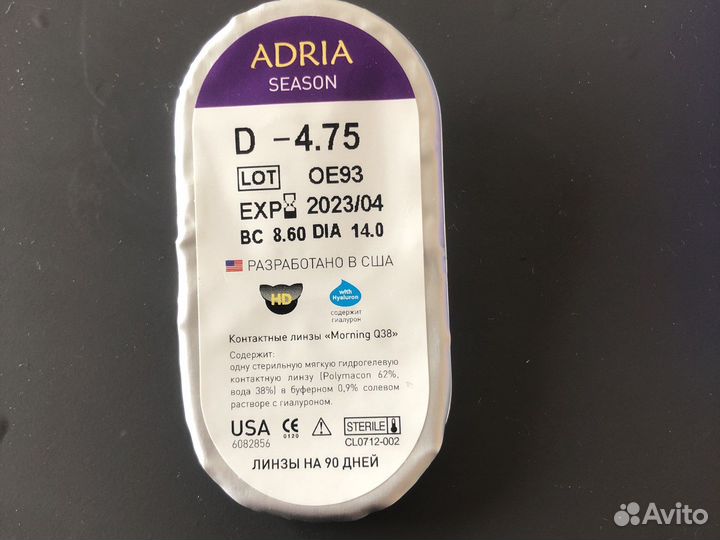 ADRIA
SEASON
D -4.75
LOT OE93
EXP 2023/04
BC 8.60 DIA 14.0
РАЗРАБОТАНО В США
HD
with
Hyaluron
содержит
гиалурон
Контактные линзы «Morning Q38»
Содержит:
одну стерильную мягкую гидрогелевую
контактную линзу (Polymacon 62%,
вода 38%) в буферном 0,9% солевом
растворе с гиалуроном.
USA CE STERILE
6082856 0120 CL0712-002
ЛИНЗЫ НА 90 ДНЕЙ
Avito